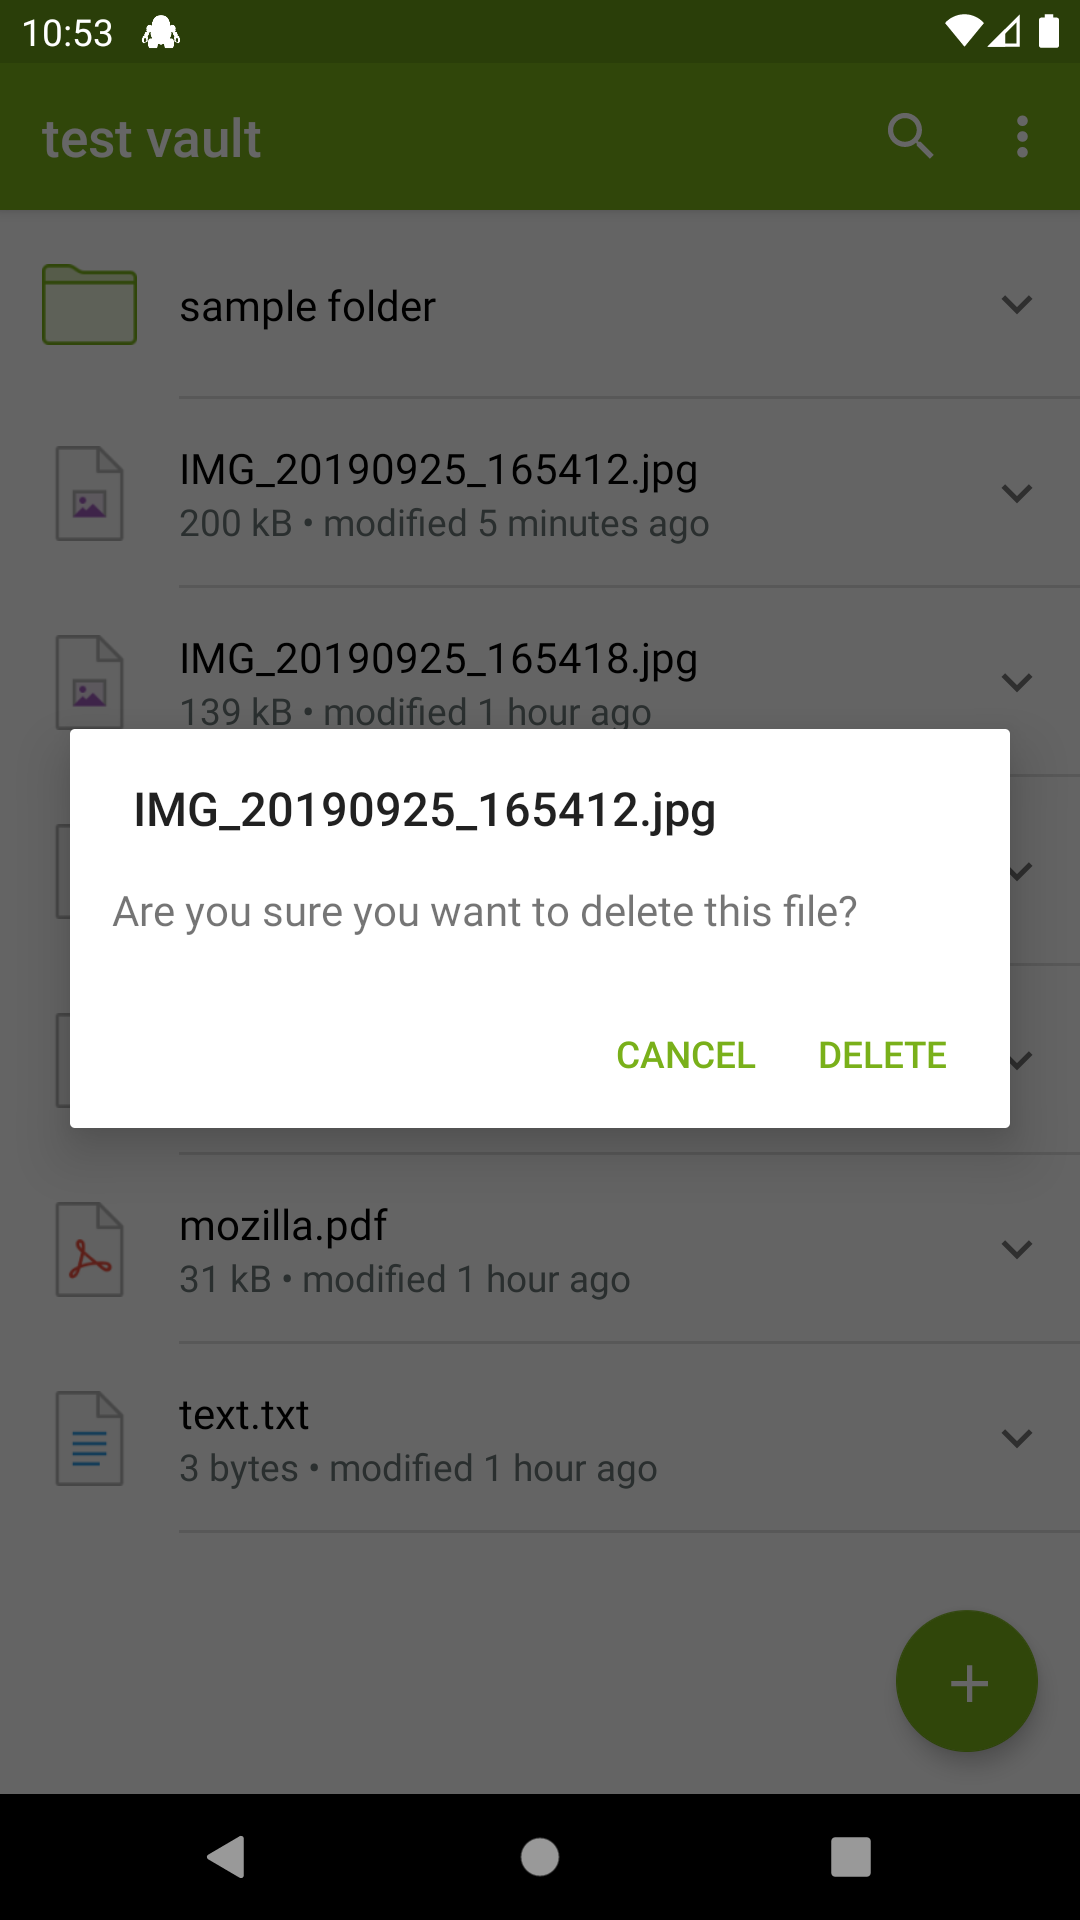 10:53
test vault
sample folder
IMG_20190925_165412.jpg
200 kB • modified 5 minutes ago
IMG_20190925_165418.jpg
139 kB • modified 1 hour ago
IMG_20190925_165412.jpg
Are you sure you want to delete this file?
CANCEL DELETE
mozilla.pdf
31 kB • modified 1 hour ago
text.txt
3 bytes • modified 1 hour ago